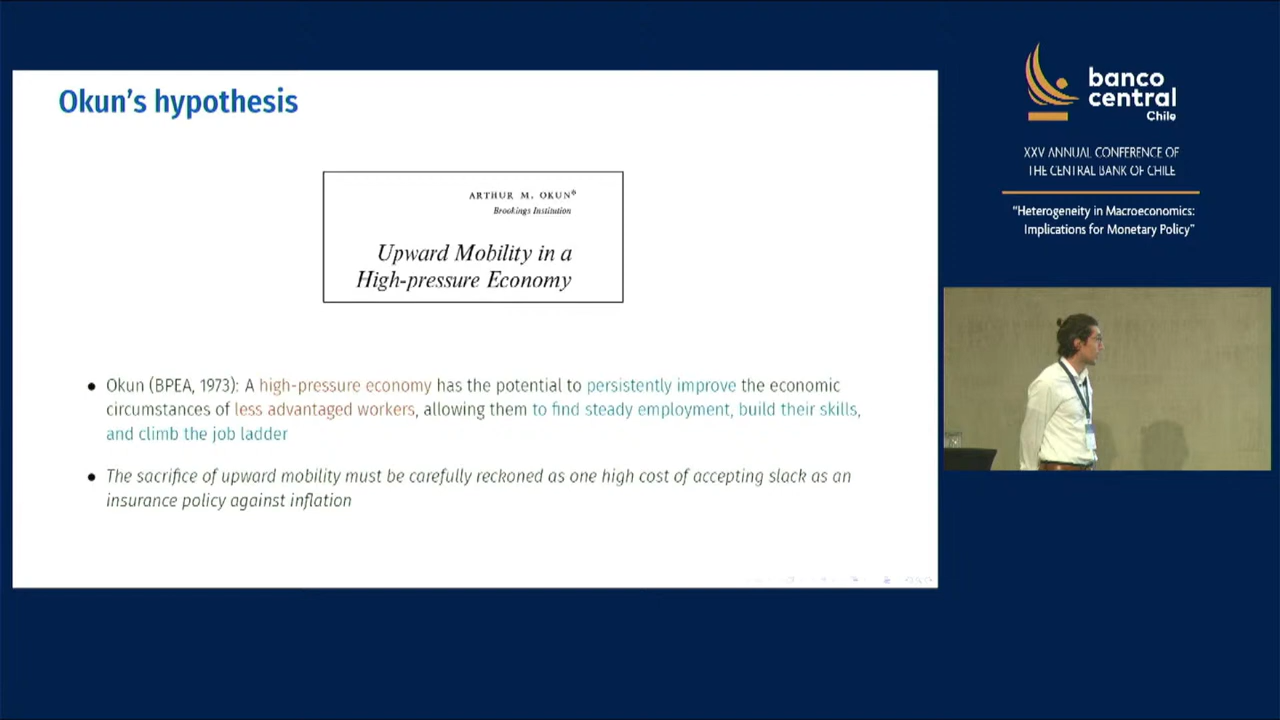 Okun's hypothesis
ARTHUR M. OKUN*
Brookings Institution
Upward Mobility in a
High-pressure Economy
● Okun (BPEA, 1973): A high-pressure economy has the potential to persistently improve the economic
circumstances of less advantaged workers, allowing them to find steady employment, build their skills,
and climb the job ladder
● The sacrifice of upward mobility must be carefully reckoned as one high cost of accepting slack as an
insurance policy against inflation
banco
central
Chile
XXV ANNUAL CONFERENCE OF
THE CENTRAL BANK OF CHILE
"Heterogeneity in Macroeconomics:
Implications for Monetary Policy"